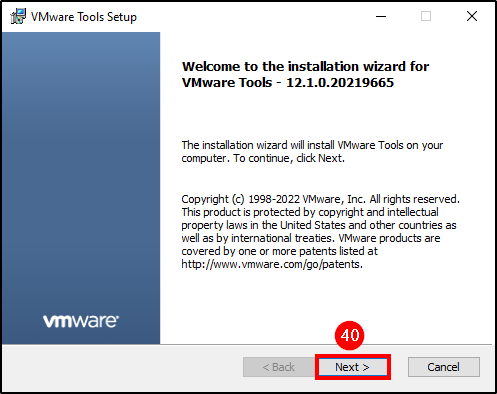 VMware Tools Setup
Welcome to the installation wizard for
VMware Tools - 12.1.0.20219665
The installation wizard will install VMware Tools on your
computer. To continue, click Next.
Copyright (c) 1998-2022 VMware, Inc. All rights reserved.
This product is protected by copyright and intellectual
property laws in the United States and other countries as
well as by international treaties. VMware products are
covered by one or more patents listed at
http://www.vmware.com/go/patents.
vmware®
40
< Back Next > Cancel